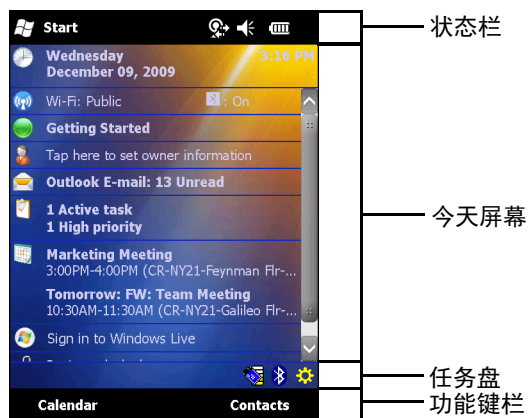 Start
状态栏
Wednesday 3:16 PM
December 09, 2009
Wi-Fi: Public : On
Getting Started
Tap here to set owner information
Outlook E-mail: 13 Unread
1 Active task
1 High priority
今天屏幕
Marketing Meeting
3:00PM-4:00PM (CR-NY21-Feynman Flr-...
Tomorrow: FW: Team Meeting
10:30AM-11:30AM (CR-NY21-Galileo Flr-...
Sign in to Windows Live
任务盘
Calendar Contacts
功能键栏